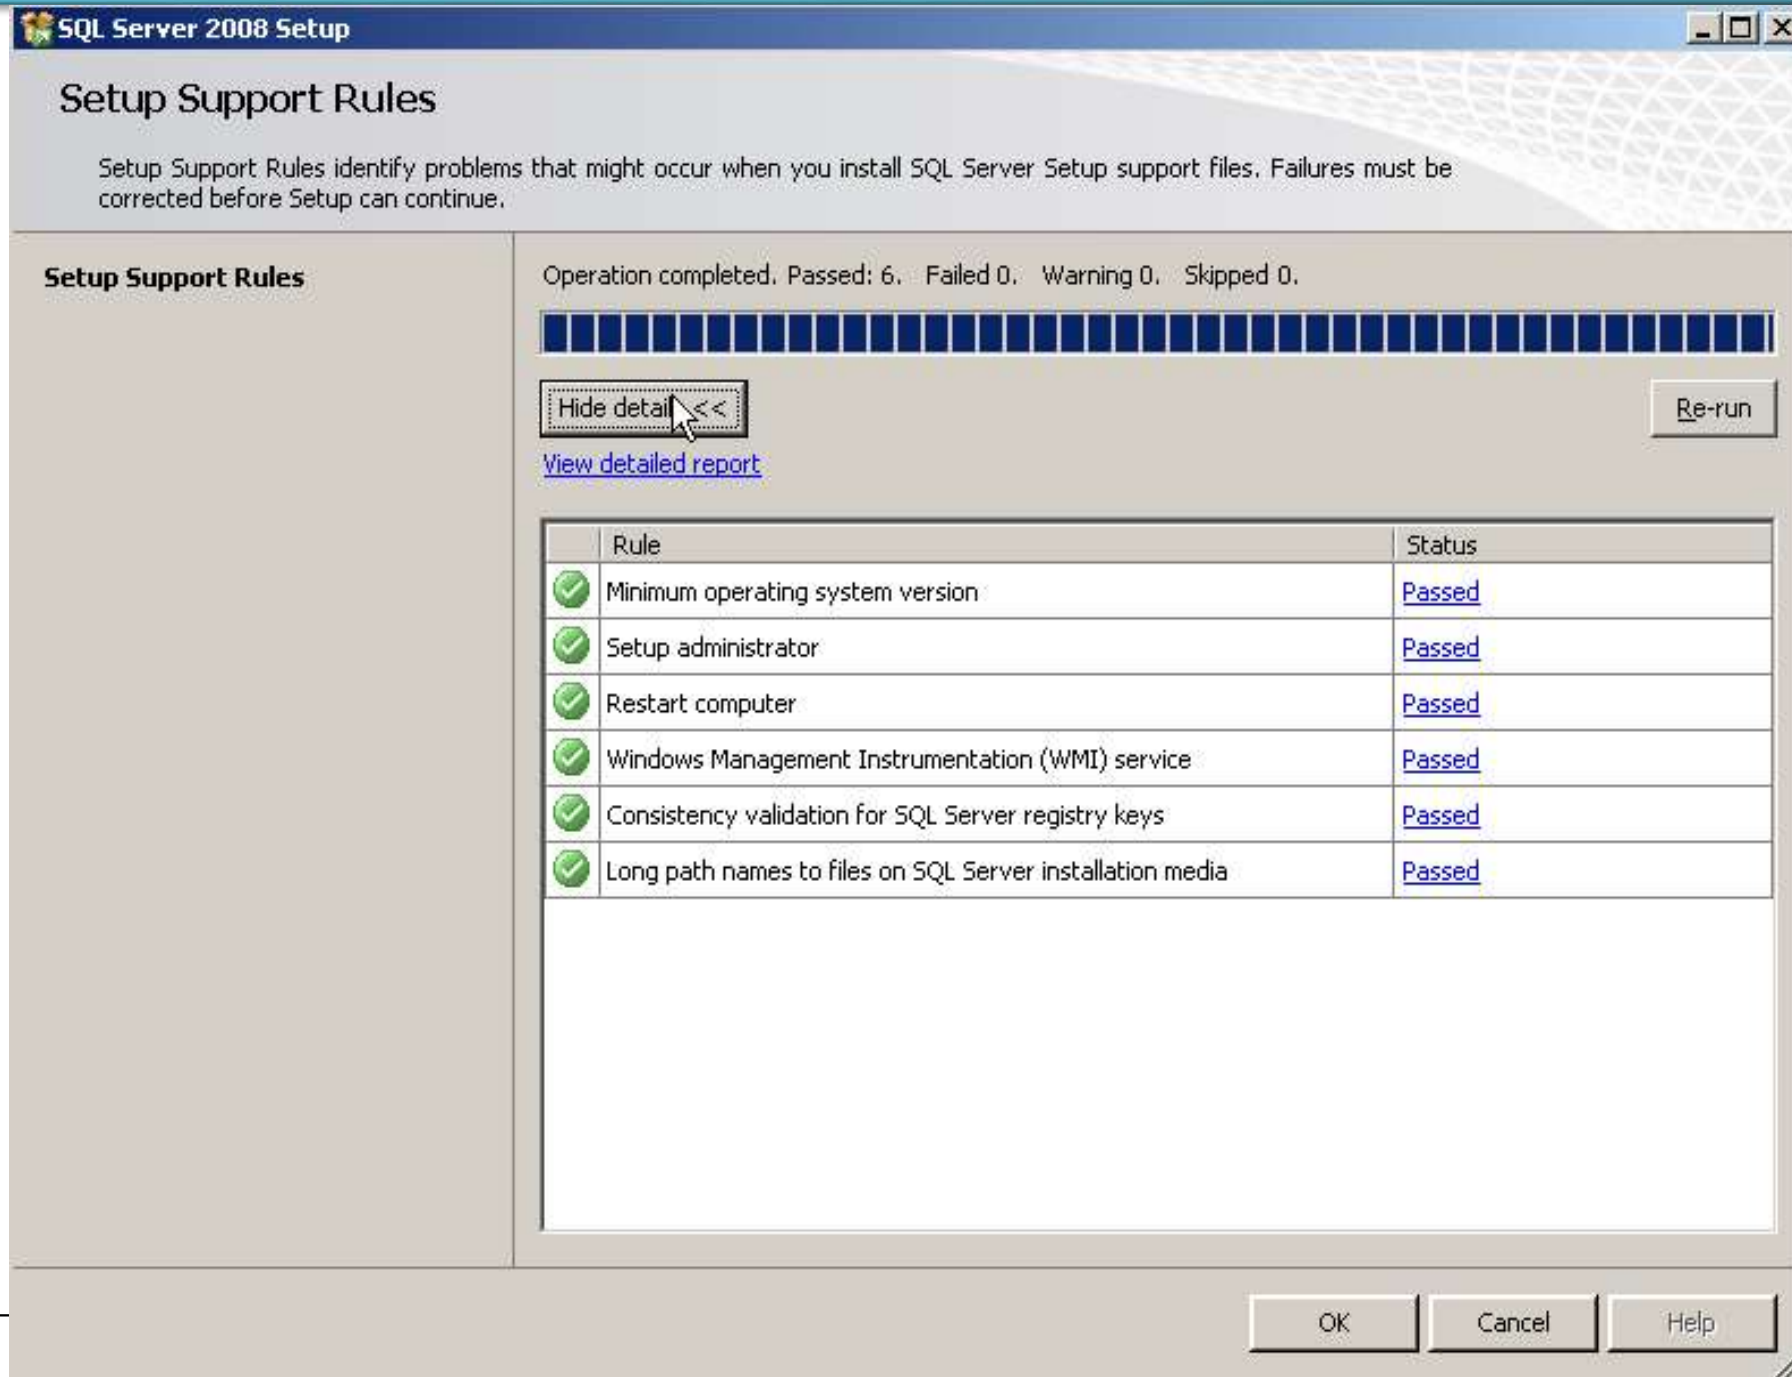 SQL Server 2008 Setup
Setup Support Rules
Setup Support Rules identify problems that might occur when you install SQL Server Setup support files. Failures must be
corrected before Setup can continue.
Setup Support Rules
Operation completed. Passed: 6.   Failed 0.   Warning 0.   Skipped 0.
Hide detail <<
Re-run
View detailed report
Rule Status
Minimum operating system version Passed
Setup administrator Passed
Restart computer Passed
Windows Management Instrumentation (WMI) service Passed
Consistency validation for SQL Server registry keys Passed
Long path names to files on SQL Server installation media Passed
OK Cancel Help